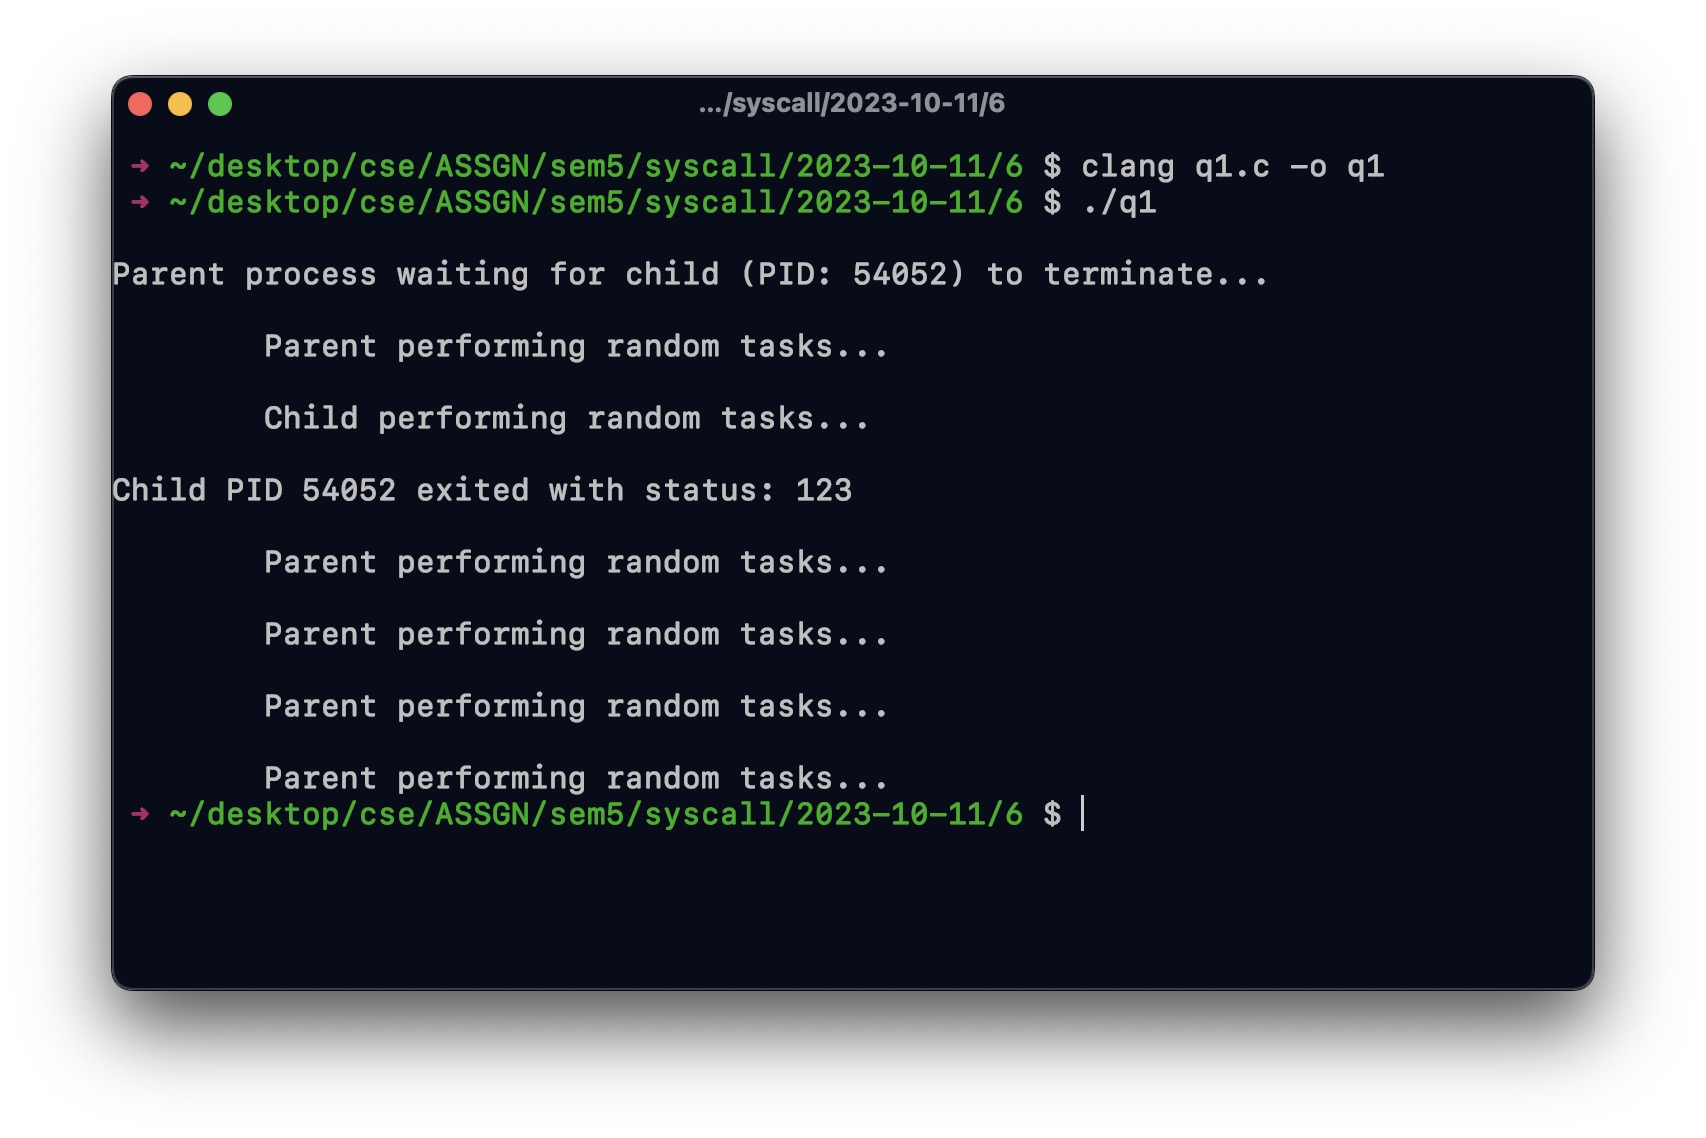 .../syscall/2023-10-11/6
➜ ~/desktop/cse/ASSGN/sem5/syscall/2023-10-11/6 $ clang q1.c -o q1
➜ ~/desktop/cse/ASSGN/sem5/syscall/2023-10-11/6 $ ./q1
Parent process waiting for child (PID: 54052) to terminate...
Parent performing random tasks...
Child performing random tasks...
Child PID 54052 exited with status: 123
Parent performing random tasks...
Parent performing random tasks...
Parent performing random tasks...
Parent performing random tasks...
➜ ~/desktop/cse/ASSGN/sem5/syscall/2023-10-11/6 $